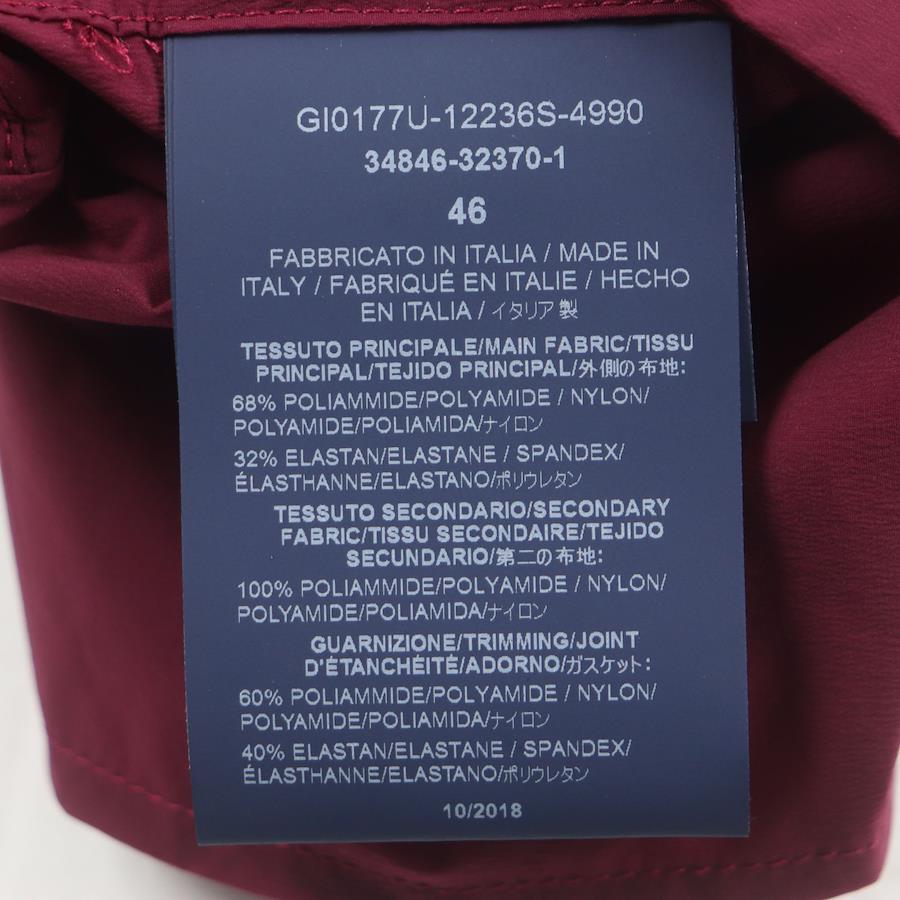 GI0177U-12236S-4990
34846-32370-1
46
FABBRICATO IN ITALIA / MADE IN
ITALY / FABRIQUÉ EN ITALIE / HECHO
EN ITALIA / イタリア製
TESSUTO PRINCIPALE/MAIN FABRIC/TISSU
PRINCIPAL/TEJIDO PRINCIPAL/外側の布地:
68% POLIAMMIDE/POLYAMIDE / NYLON/
POLYAMIDE/POLIAMIDA/ナイロン
32% ELASTAN/ELASTANE / SPANDEX/
ÉLASTHANNE/ELASTANO/ポリウレタン
TESSUTO SECONDARIO/SECONDARY
FABRIC/TISSU SECONDAIRE/TEJIDO
SECUNDARIO/第二の布地:
100% POLIAMMIDE/POLYAMIDE / NYLON/
POLYAMIDE/POLIAMIDA/ナイロン
GUARNIZIONE/TRIMMING/JOINT
D'ÉTANCHÉITÉ/ADORNO/ガスケット:
60% POLIAMMIDE/POLYAMIDE / NYLON/
POLYAMIDE/POLIAMIDA/ナイロン
40% ELASTAN/ELASTANE / SPANDEX/
ÉLASTHANNE/ELASTANO/ポリウレタン
10/2018